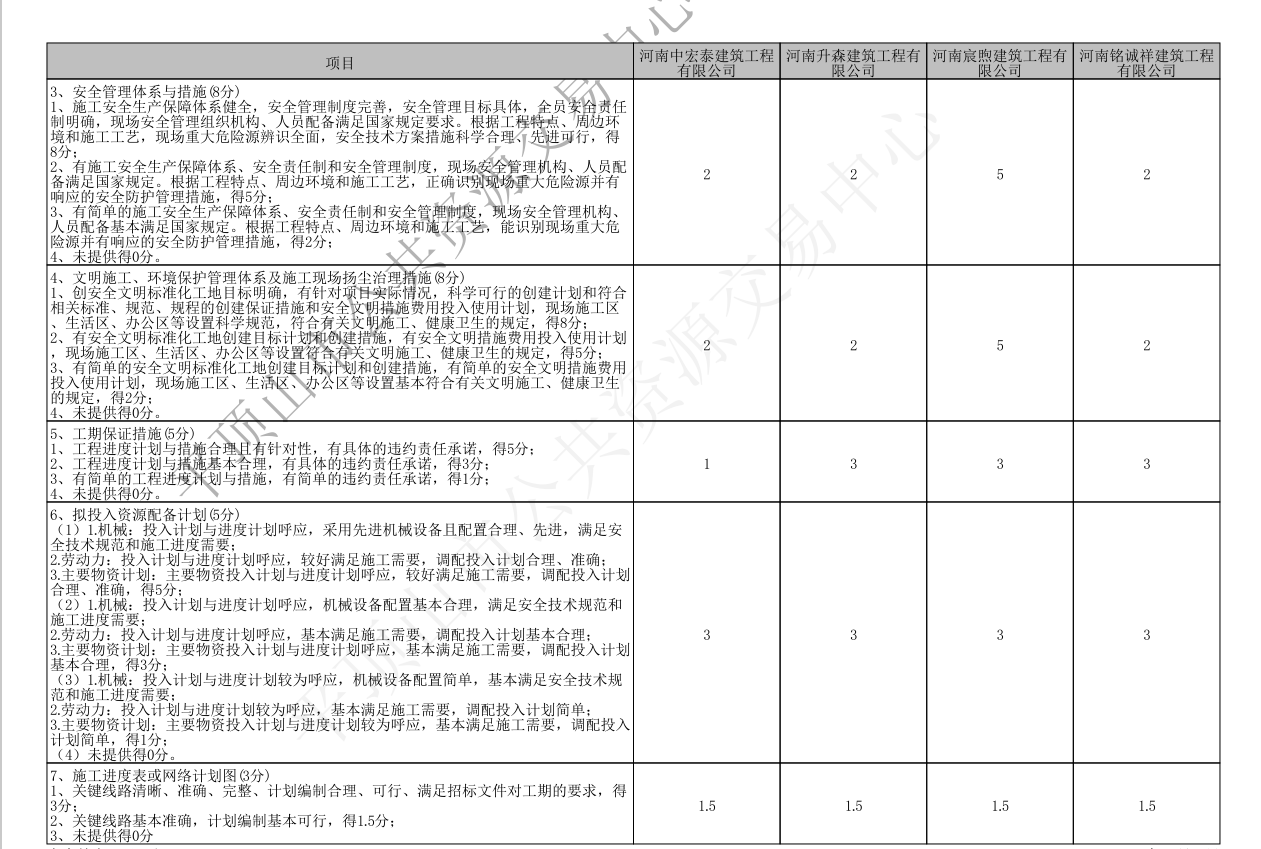 项目
河南中宏泰建筑工程有限公司
河南升森建筑工程有限公司
河南宸煦建筑工程有限公司
河南铭诚祥建筑工程有限公司
3、安全管理体系与措施(8分)
1、施工安全生产保障体系健全，安全管理制度完善，安全管理目标具体，全员安全责任
制明确，现场安全管理组织机构、人员配备满足国家规定要求。根据工程特点、周边环
境和施工工艺，现场重大危险源辨识全面，安全技术方案措施科学合理、先进可行，得
8分；
2、有施工安全生产保障体系、安全责任制和安全管理制度，现场安全管理机构、人员配
备满足国家规定。根据工程特点、周边环境和施工工艺，正确识别现场重大危险源并有
响应的安全防护管理措施，得5分；
3、有简单的施工安全生产保障体系、安全责任制和安全管理制度，现场安全管理机构、
人员配备基本满足国家规定。根据工程特点、周边环境和施工工艺，能识别现场重大危
险源并有响应的安全防护管理措施，得2分；
4、未提供得0分。
2 2 5 2
4、文明施工、环境保护管理体系及施工现场扬尘治理措施(8分)
1、创安全文明标准化工地目标明确，有针对项目实际情况，科学可行的创建计划和符合
相关标准、规范、规程的创建保证措施和安全文明措施费用投入使用计划，现场施工区
、生活区、办公区等设置科学规范，符合有关文明施工、健康卫生的规定，得8分；
2、有安全文明标准化工地创建目标计划和创建措施，有安全文明措施费用投入使用计划
，现场施工区、生活区、办公区等设置符合有关文明施工、健康卫生的规定，得5分；
3、有简单的安全文明标准化工地创建目标计划和创建措施，有简单的安全文明措施费用
投入使用计划，现场施工区、生活区、办公区等设置基本符合有关文明施工、健康卫生
的规定，得2分；
4、未提供得0分。
2 2 5 2
5、工期保证措施(5分)
1、工程进度计划与措施合理且有针对性，有具体的违约责任承诺，得5分；
2、工程进度计划与措施基本合理，有具体的违约责任承诺，得3分；
3、有简单的工程进度计划与措施，有简单的违约责任承诺，得1分；
4、未提供得0分。
1 3 3 3
6、拟投入资源配备计划(5分)
（1）1.机械：投入计划与进度计划呼应，采用先进机械设备且配置合理、先进，满足安
全技术规范和施工进度需要；
2.劳动力：投入计划与进度计划呼应，较好满足施工需要，调配投入计划合理、准确；
3.主要物资计划：主要物资投入计划与进度计划呼应，较好满足施工需要，调配投入计划
合理、准确，得5分；
（2）1.机械：投入计划与进度计划呼应，机械设备配置基本合理，满足安全技术规范和
施工进度需要；
2.劳动力：投入计划与进度计划呼应，基本满足施工需要，调配投入计划基本合理；
3.主要物资计划：主要物资投入计划与进度计划呼应，基本满足施工需要，调配投入计划
基本合理，得3分；
（3）1.机械：投入计划与进度计划较为呼应，机械设备配置简单，基本满足安全技术规
范和施工进度需要；
2.劳动力：投入计划与进度计划较为呼应，基本满足施工需要，调配投入计划简单；
3.主要物资计划：主要物资投入计划与进度计划较为呼应，基本满足施工需要，调配投入
计划简单，得1分；
（4）未提供得0分。
3 3 3 3
7、施工进度表或网络计划图(3分)
1、关键线路清晰、准确、完整、计划编制合理、可行、满足招标文件对工期的要求，得
3分；
2、关键线路基本准确，计划编制基本可行，得1.5分；
3、未提供得0分
1.5 1.5 1.5 1.5
平顶山市公共资源交易中心
平顶山市公共资源交易中心